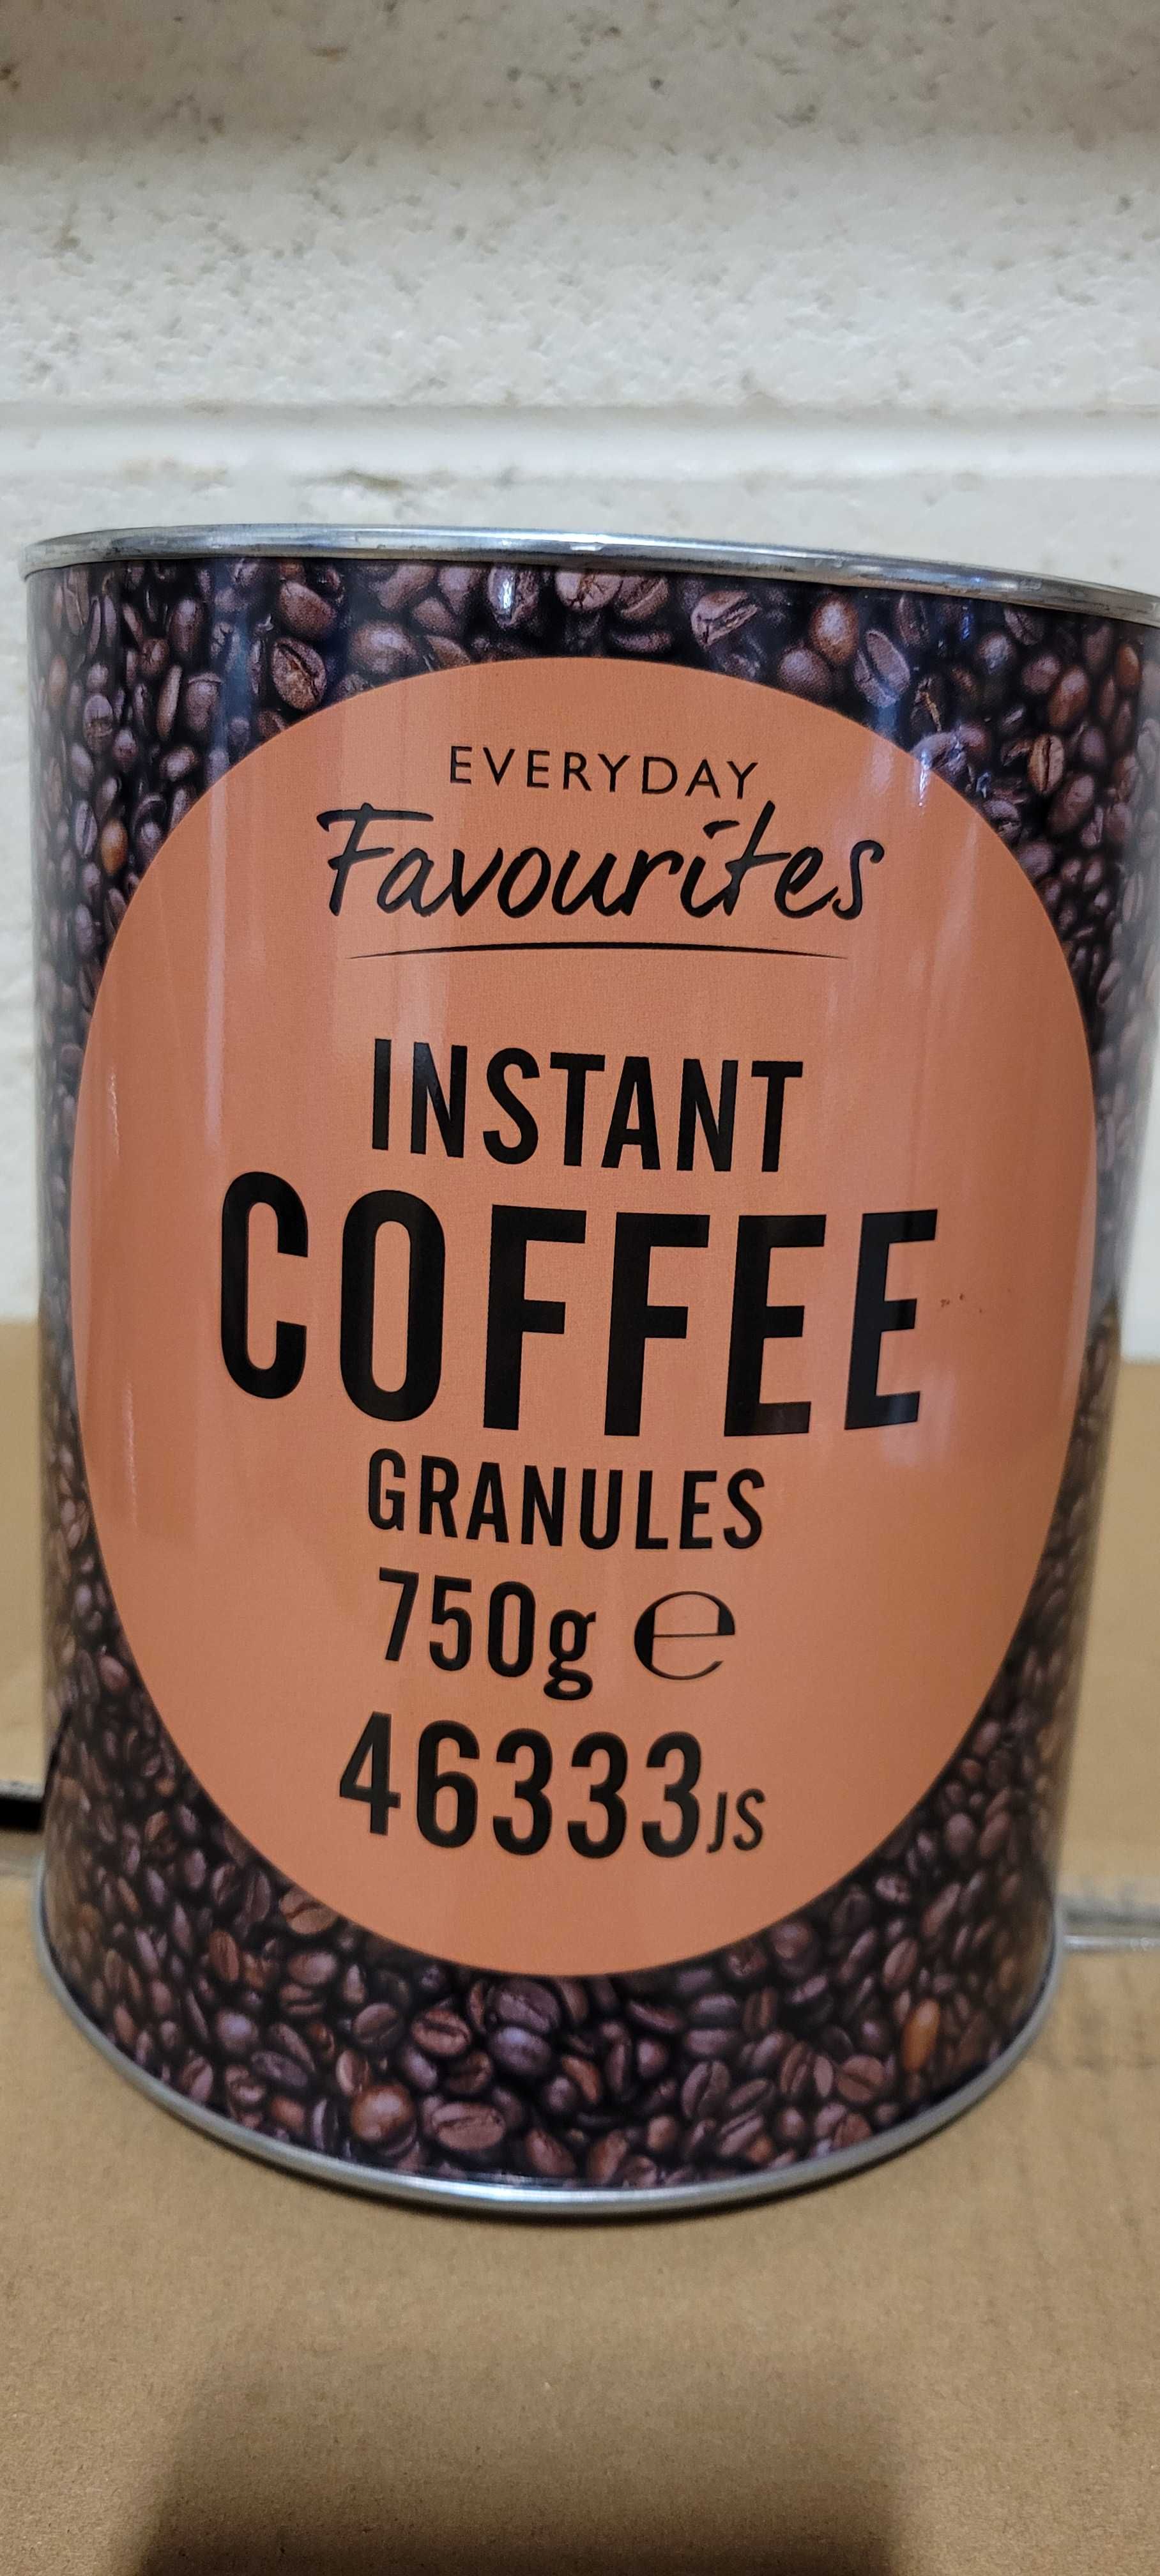 EVERYDAY
Favourites
INSTANT
COFFEE
GRANULES
750g ℮
46333JS